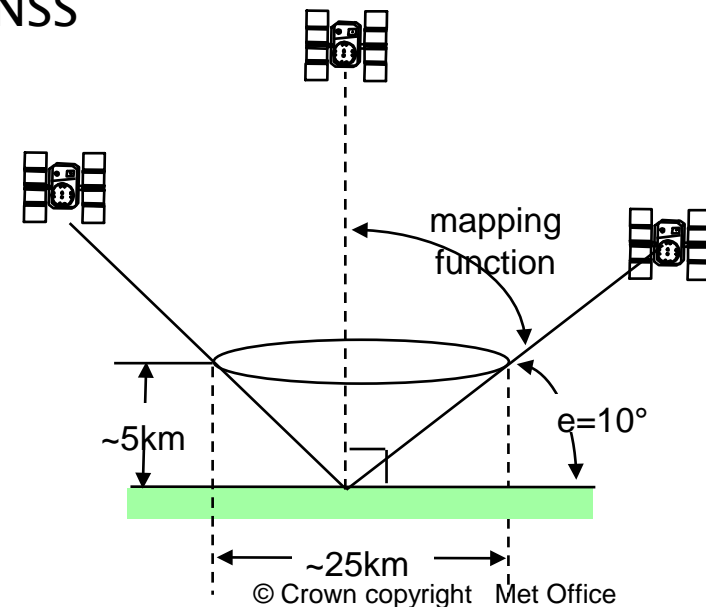 NSS
mapping
function
~5km
e=10°
~25km
© Crown copyright Met Office